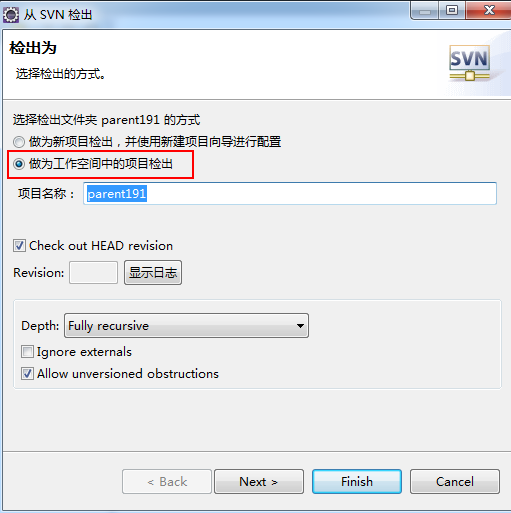 从 SVN 检出
检出为
选择检出的方式。
SVN
选择检出文件夹 parent191 的方式
做为新项目检出，并使用新建项目向导进行配置
做为工作空间中的项目检出
项目名称： parent191
Check out HEAD revision
Revision: 显示日志
Depth: Fully recursive
Ignore externals
Allow unversioned obstructions
< Back Next > Finish Cancel